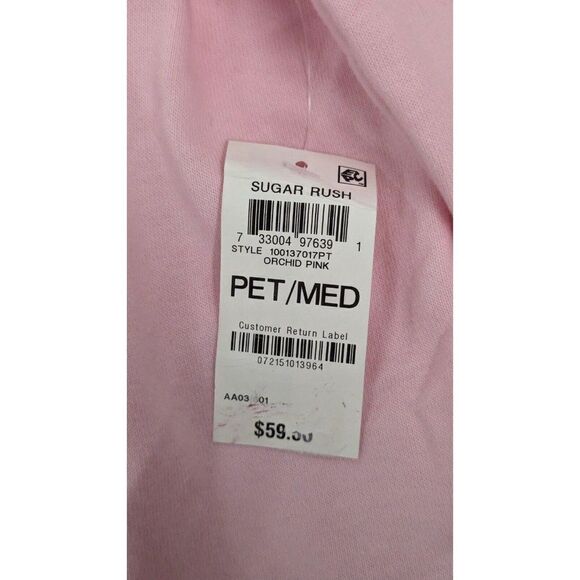 SUGAR RUSH
7 33004 97639 1
STYLE 100137017PT
ORCHID PINK
PET/MED
Customer Return Label
072151013964
AA03